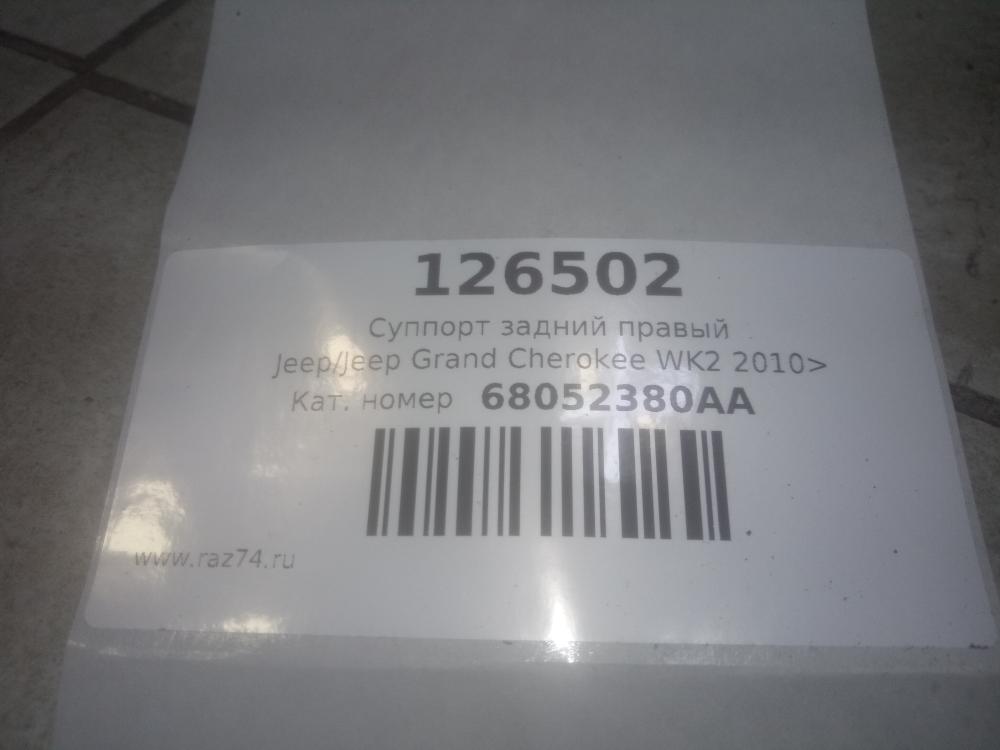 126502
Суппорт задний правый
Jeep/Jeep Grand Cherokee WK2 2010>
Кат. номер 68052380AA
www.raz74.ru